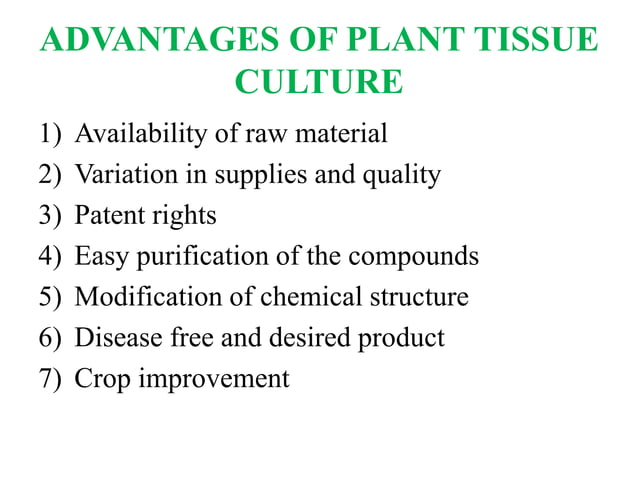 ADVANTAGES OF PLANT TISSUE
CULTURE
1) Availability of raw material
2) Variation in supplies and quality
3) Patent rights
4) Easy purification of the compounds
5) Modification of chemical structure
6) Disease free and desired product
7) Crop improvement